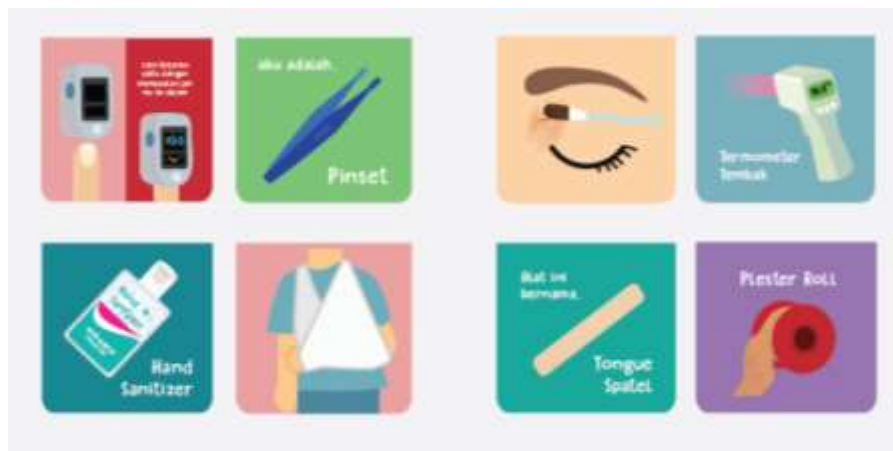 aku adalah..
Pinset
Termometer
Tembak
Hand
Sanitizer
Alat ini
bernama..
Tongue
Spatel
Plester Roll